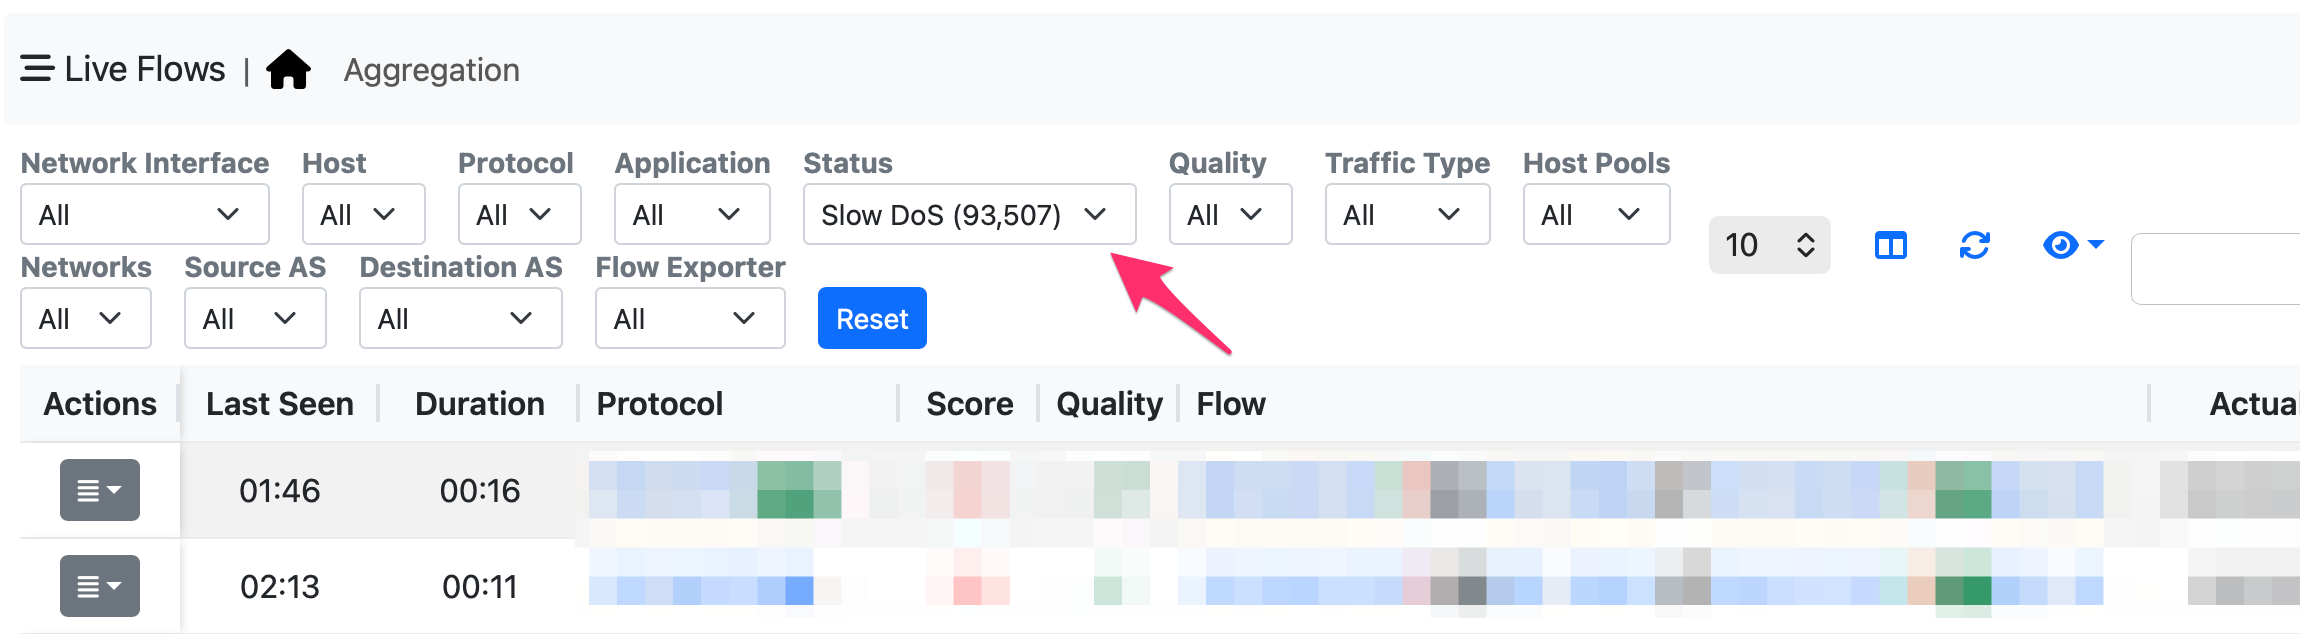 Live Flows | Aggregation
Network Interface Host Protocol Application Status Quality Traffic Type Host Pools
All All All All Slow DoS (93,507) All All All
10
Networks Source AS Destination AS Flow Exporter
All All All All Reset
Actions Last Seen Duration Protocol Score Quality Flow Actual
01:46 00:16
02:13 00:11